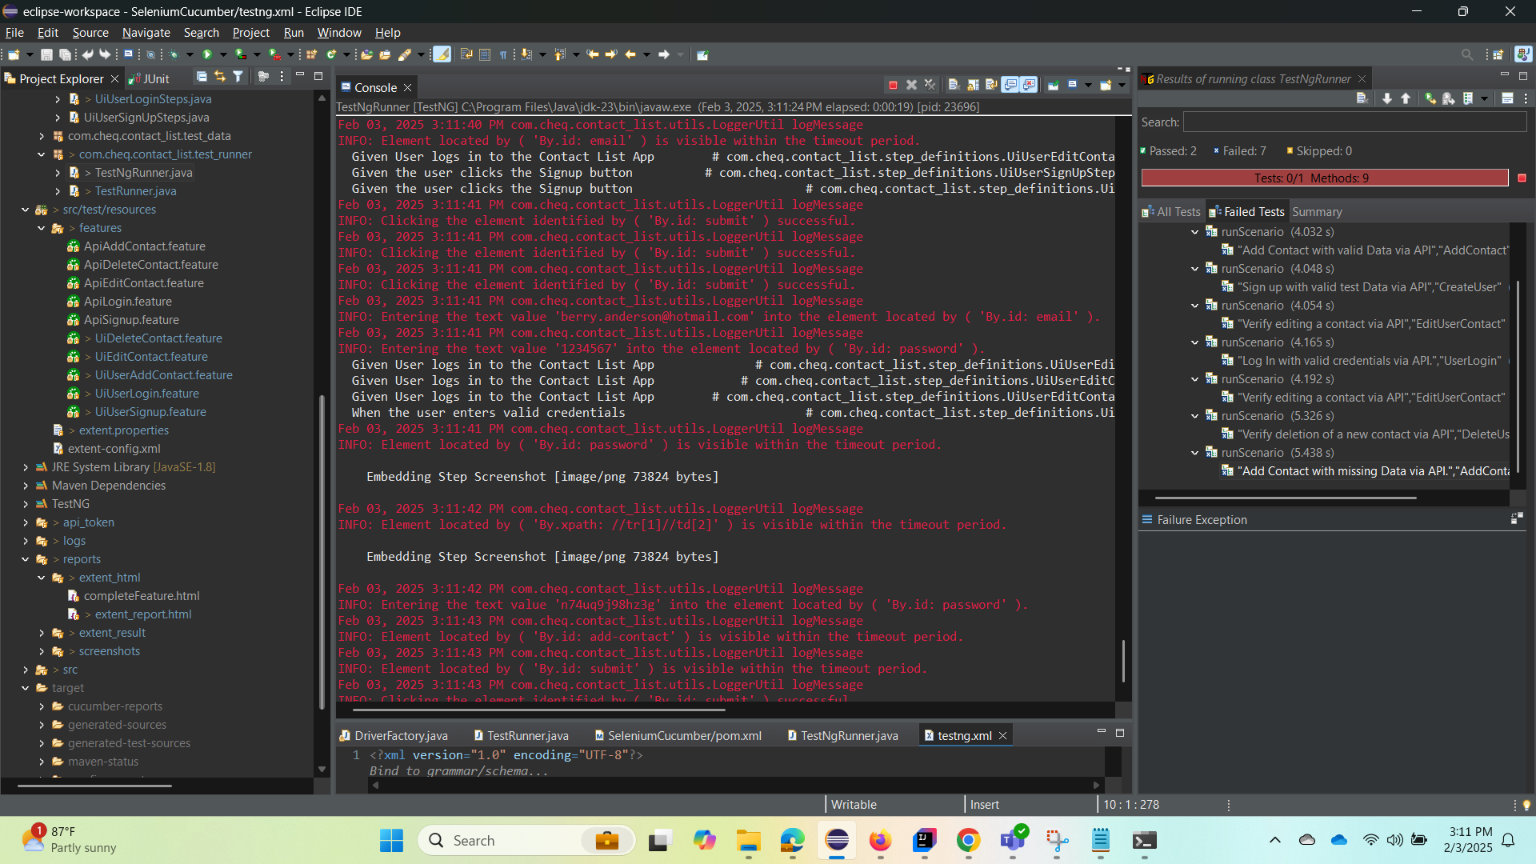 eclipse-workspace - SeleniumCucumber/testng.xml - Eclipse IDE
File Edit Source Navigate Search Project Run Window Help
Project Explorer
JUnit
> UiUserLoginSteps.java
UiUserSignUpSteps.java
com.cheq.contact_list.test_data
> com.cheq.contact_list.test_runner
> TestNgRunner.java
> TestRunner.java
> src/test/resources
> features
ApiAddContact.feature
ApiDeleteContact.feature
ApiEditContact.feature
ApiLogin.feature
ApiSignup.feature
> UiDeleteContact.feature
> UiEditContact.feature
> UiUserAddContact.feature
> UiUserLogin.feature
> UiUserSignup.feature
> extent.properties
extent-config.xml
JRE System Library [JavaSE-1.8]
Maven Dependencies
TestNG
> api_token
> logs
> reports
> extent_html
completeFeature.html
> extent_report.html
> extent_result
> screenshots
> src
target
cucumber-reports
generated-sources
generated-test-sources
maven-status
Console
TestNgRunner [TestNG] C:\Program Files\Java\jdk-23\bin\javaw.exe (Feb 3, 2025, 3:11:24 PM elapsed: 0:00:19) [pid: 23696]
Feb 03, 2025 3:11:40 PM com.cheq.contact_list.utils.LoggerUtil logMessage
INFO: Element located by ( 'By.id: email' ) is visible within the timeout period.
Given User logs in to the Contact List App # com.cheq.contact_list.step_definitions.UiUserEditConta
Given the user clicks the Signup button # com.cheq.contact_list.step_definitions.UiUserSignUpStep
Given the user clicks the Signup button # com.cheq.contact_list.step_definitions.Ui
Feb 03, 2025 3:11:41 PM com.cheq.contact_list.utils.LoggerUtil logMessage
INFO: Clicking the element identified by ( 'By.id: submit' ) successful.
Feb 03, 2025 3:11:41 PM com.cheq.contact_list.utils.LoggerUtil logMessage
INFO: Clicking the element identified by ( 'By.id: submit' ) successful.
Feb 03, 2025 3:11:41 PM com.cheq.contact_list.utils.LoggerUtil logMessage
INFO: Clicking the element identified by ( 'By.id: submit' ) successful.
Feb 03, 2025 3:11:41 PM com.cheq.contact_list.utils.LoggerUtil logMessage
INFO: Entering the text value 'berry.anderson@hotmail.com' into the element located by ( 'By.id: email' ).
Feb 03, 2025 3:11:41 PM com.cheq.contact_list.utils.LoggerUtil logMessage
INFO: Entering the text value '1234567' into the element located by ( 'By.id: password' ).
Given User logs in to the Contact List App # com.cheq.contact_list.step_definitions.UiUserEdi
Given User logs in to the Contact List App # com.cheq.contact_list.step_definitions.UiUserEditC
Given User logs in to the Contact List App # com.cheq.contact_list.step_definitions.UiUserEditConta
When the user enters valid credentials # com.cheq.contact_list.step_definitions.Ui
Feb 03, 2025 3:11:41 PM com.cheq.contact_list.utils.LoggerUtil logMessage
INFO: Element located by ( 'By.id: password' ) is visible within the timeout period.
Embedding Step Screenshot [image/png 73824 bytes]
Feb 03, 2025 3:11:42 PM com.cheq.contact_list.utils.LoggerUtil logMessage
INFO: Element located by ( 'By.xpath: //tr[1]//td[2]' ) is visible within the timeout period.
Embedding Step Screenshot [image/png 73824 bytes]
Feb 03, 2025 3:11:42 PM com.cheq.contact_list.utils.LoggerUtil logMessage
INFO: Entering the text value 'n74uq9j98hz3g' into the element located by ( 'By.id: password' ).
Feb 03, 2025 3:11:43 PM com.cheq.contact_list.utils.LoggerUtil logMessage
INFO: Element located by ( 'By.id: add-contact' ) is visible within the timeout period.
Feb 03, 2025 3:11:43 PM com.cheq.contact_list.utils.LoggerUtil logMessage
INFO: Element located by ( 'By.id: submit' ) is visible within the timeout period.
Feb 03, 2025 3:11:43 PM com.cheq.contact_list.utils.LoggerUtil logMessage
INFO: Clicking the element identified by ( 'By.id: submit' ) successful.
DriverFactory.java TestRunner.java SeleniumCucumber/pom.xml TestNgRunner.java testng.xml
1 <?xml version="1.0" encoding="UTF-8"?>
Bind to grammar/schema...
Results of running class TestNgRunner
Search:
Passed: 2 Failed: 7 Skipped: 0
Tests: 0/1 Methods: 9
All Tests Failed Tests Summary
runScenario (4.032 s)
"Add Contact with valid Data via API","AddContact"
runScenario (4.048 s)
"Sign up with valid test Data via API","CreateUser"
runScenario (4.054 s)
"Verify editing a contact via API","EditUserContact"
runScenario (4.165 s)
"Log In with valid credentials via API.","UserLogin"
runScenario (4.192 s)
"Verify editing a contact via API","EditUserContact"
runScenario (5.326 s)
"Verify deletion of a new contact via API","DeleteUs
runScenario (5.438 s)
"Add Contact with missing Data via API.","AddConta
Failure Exception
Writable Insert 10 : 1 : 278
1
87°F
Partly sunny
Search
3:11 PM
2/3/2025